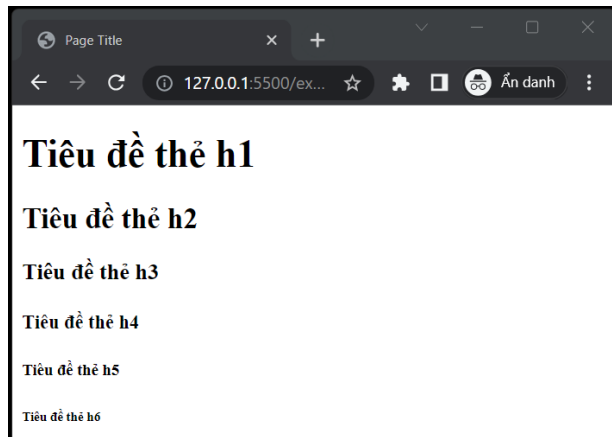 Page Title
127.0.0.1:5500/ex...
Ẩn danh
Tiêu đề thẻ h1
Tiêu đề thẻ h2
Tiêu đề thẻ h3
Tiêu đề thẻ h4
Tiêu đề thẻ h5
Tiêu đề thẻ h6